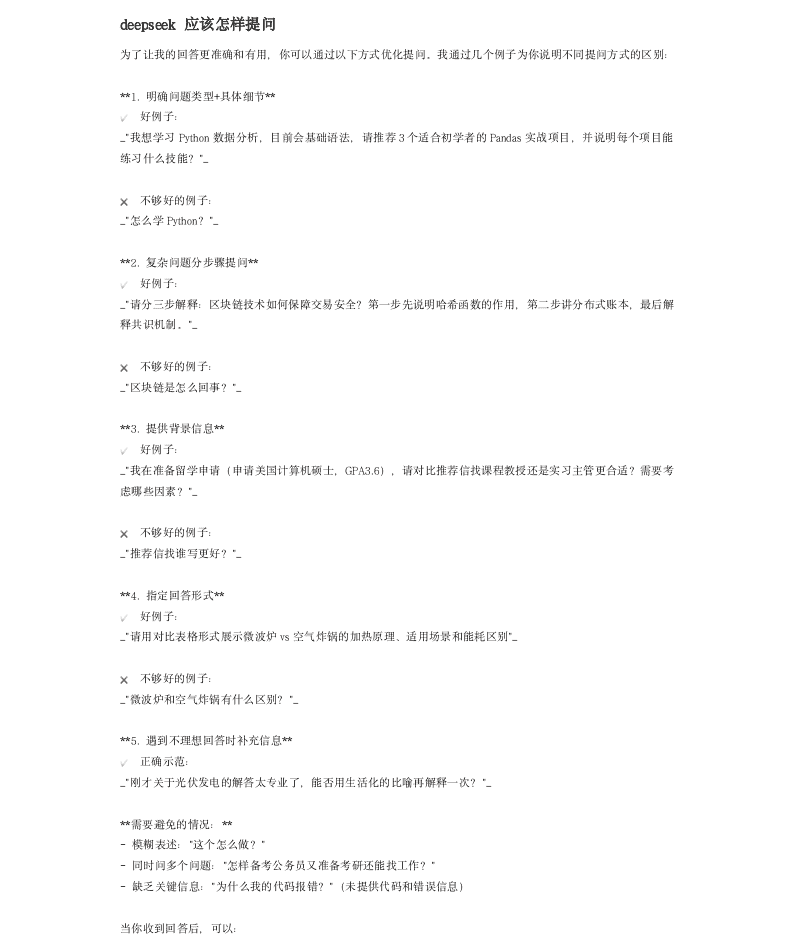 deepseek 应该怎样提问
为了让我的回答更准确和有用，你可以通过以下方式优化提问。我通过几个例子为你说明不同提问方式的区别：
**1. 明确问题类型+具体细节**
✓ 好例子：
_"我想学习 Python 数据分析，目前会基础语法，请推荐 3 个适合初学者的 Pandas 实战项目，并说明每个项目能
练习什么技能？"_
× 不够好的例子：
_"怎么学 Python？"_
**2. 复杂问题分步骤提问**
✓ 好例子：
_"请分三步解释：区块链技术如何保障交易安全？第一步先说明哈希函数的作用，第二步讲分布式账本，最后解
释共识机制。"_
× 不够好的例子：
_"区块链是怎么回事？"_
**3. 提供背景信息**
✓ 好例子：
_"我在准备留学申请（申请美国计算机硕士，GPA3.6），请对比推荐信找课程教授还是实习主管更合适？需要考
虑哪些因素？"_
× 不够好的例子：
_"推荐信找谁写更好？"_
**4. 指定回答形式**
✓ 好例子：
_"请用对比表格形式展示微波炉 vs 空气炸锅的加热原理、适用场景和能耗区别"_
× 不够好的例子：
_"微波炉和空气炸锅有什么区别？"_
**5. 遇到不理想回答时补充信息**
✓ 正确示范：
_"刚才关于光伏发电的解答太专业了，能否用生活化的比喻再解释一次？"_
**需要避免的情况：**
- 模糊表述："这个怎么做？"
- 同时问多个问题："怎样备考公务员又准备考研还能找工作？"
- 缺乏关键信息："为什么我的代码报错？"（未提供代码和错误信息）
当你收到回答后，可以：